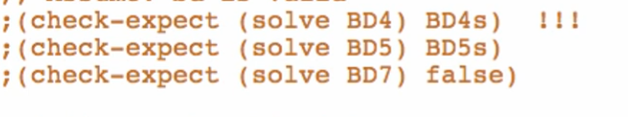 ;(check-expect (solve BD4) BD4s)  !!!
;(check-expect (solve BD5) BD5s)
;(check-expect (solve BD7) false)